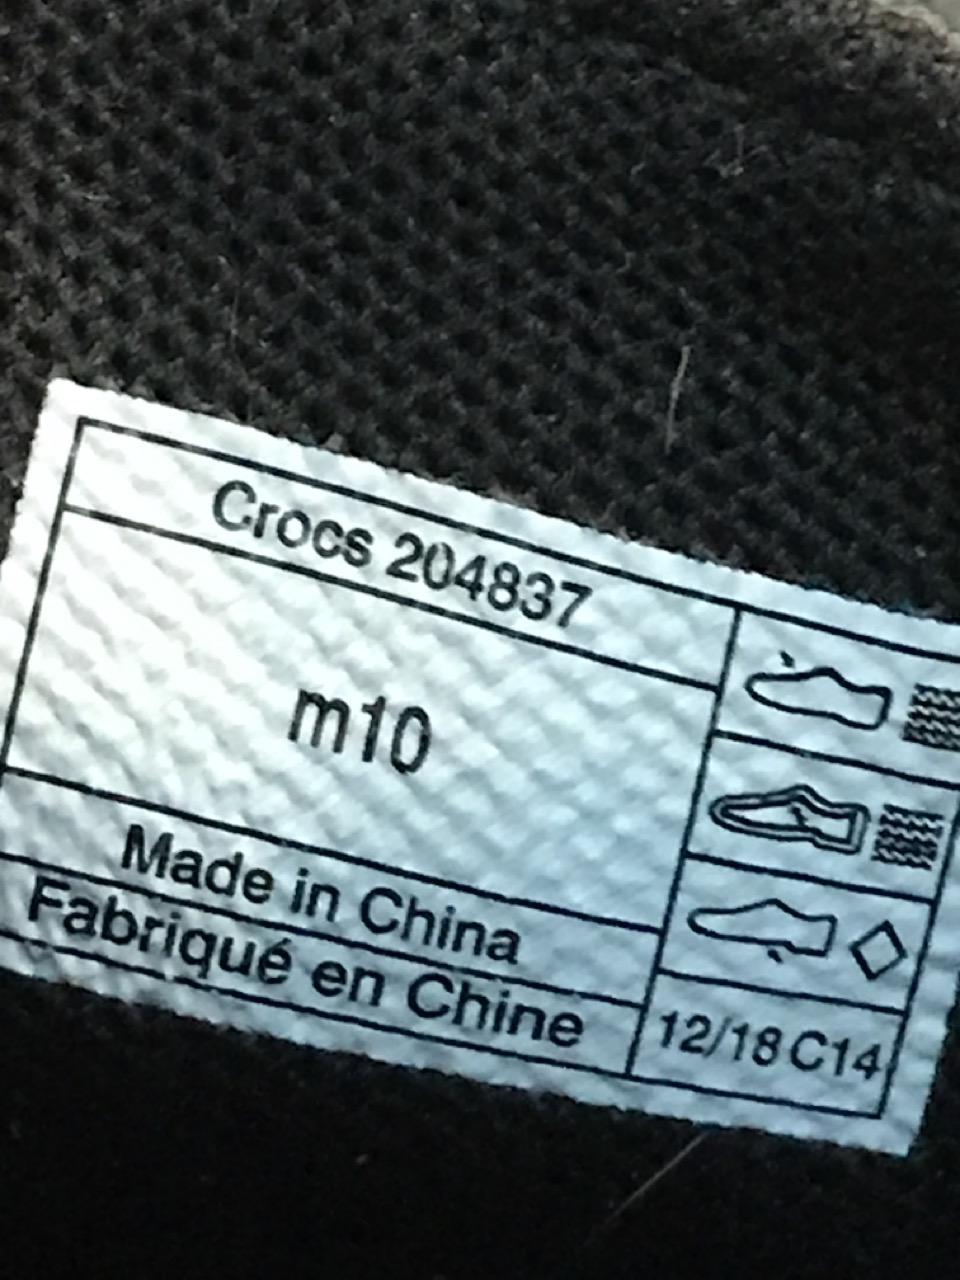 Crocs 204837
m10
Made in China
Fabriqué en Chine
12/18 C14